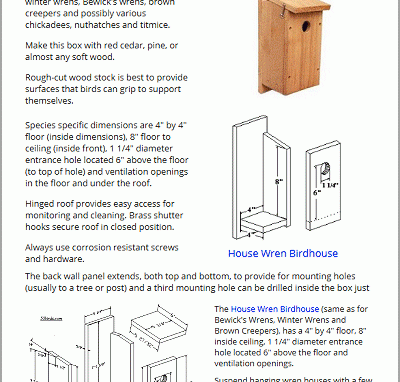 winter wrens, Bewick's wrens, brown
creepers and possibly various
chickadees, nuthatches and titmice.
Make this box with red cedar, pine, or
almost any soft wood.
Rough-cut wood stock is best to provide
surfaces that birds can grip to support
themselves.
Species specific dimensions are 4" by 4"
floor (inside dimensions), 8" floor to
ceiling (inside front), 1 1/4" diameter
entrance hole located 6" above the floor
(to top of hole) and ventilation openings
in the floor and under the roof.
Hinged roof provides easy access for
monitoring and cleaning. Brass shutter
hooks secure roof in closed position.
Always use corrosion resistant screws
and hardware.
8"
4"
4"
6"
1 1/4"
House Wren Birdhouse
The back wall panel extends, both top and bottom, to provide for mounting holes
(usually to a tree or post) and a third mounting hole can be drilled inside the box just
The House Wren Birdhouse (same as for
Bewick's Wrens, Winter Wrens and
Brown Creepers). has a 4" by 4" floor, 8"
inside ceiling, 1 1/4" diameter entrance
hole located 6" above the floor and
ventilation openings.
Suspend hanging wren houses with a few